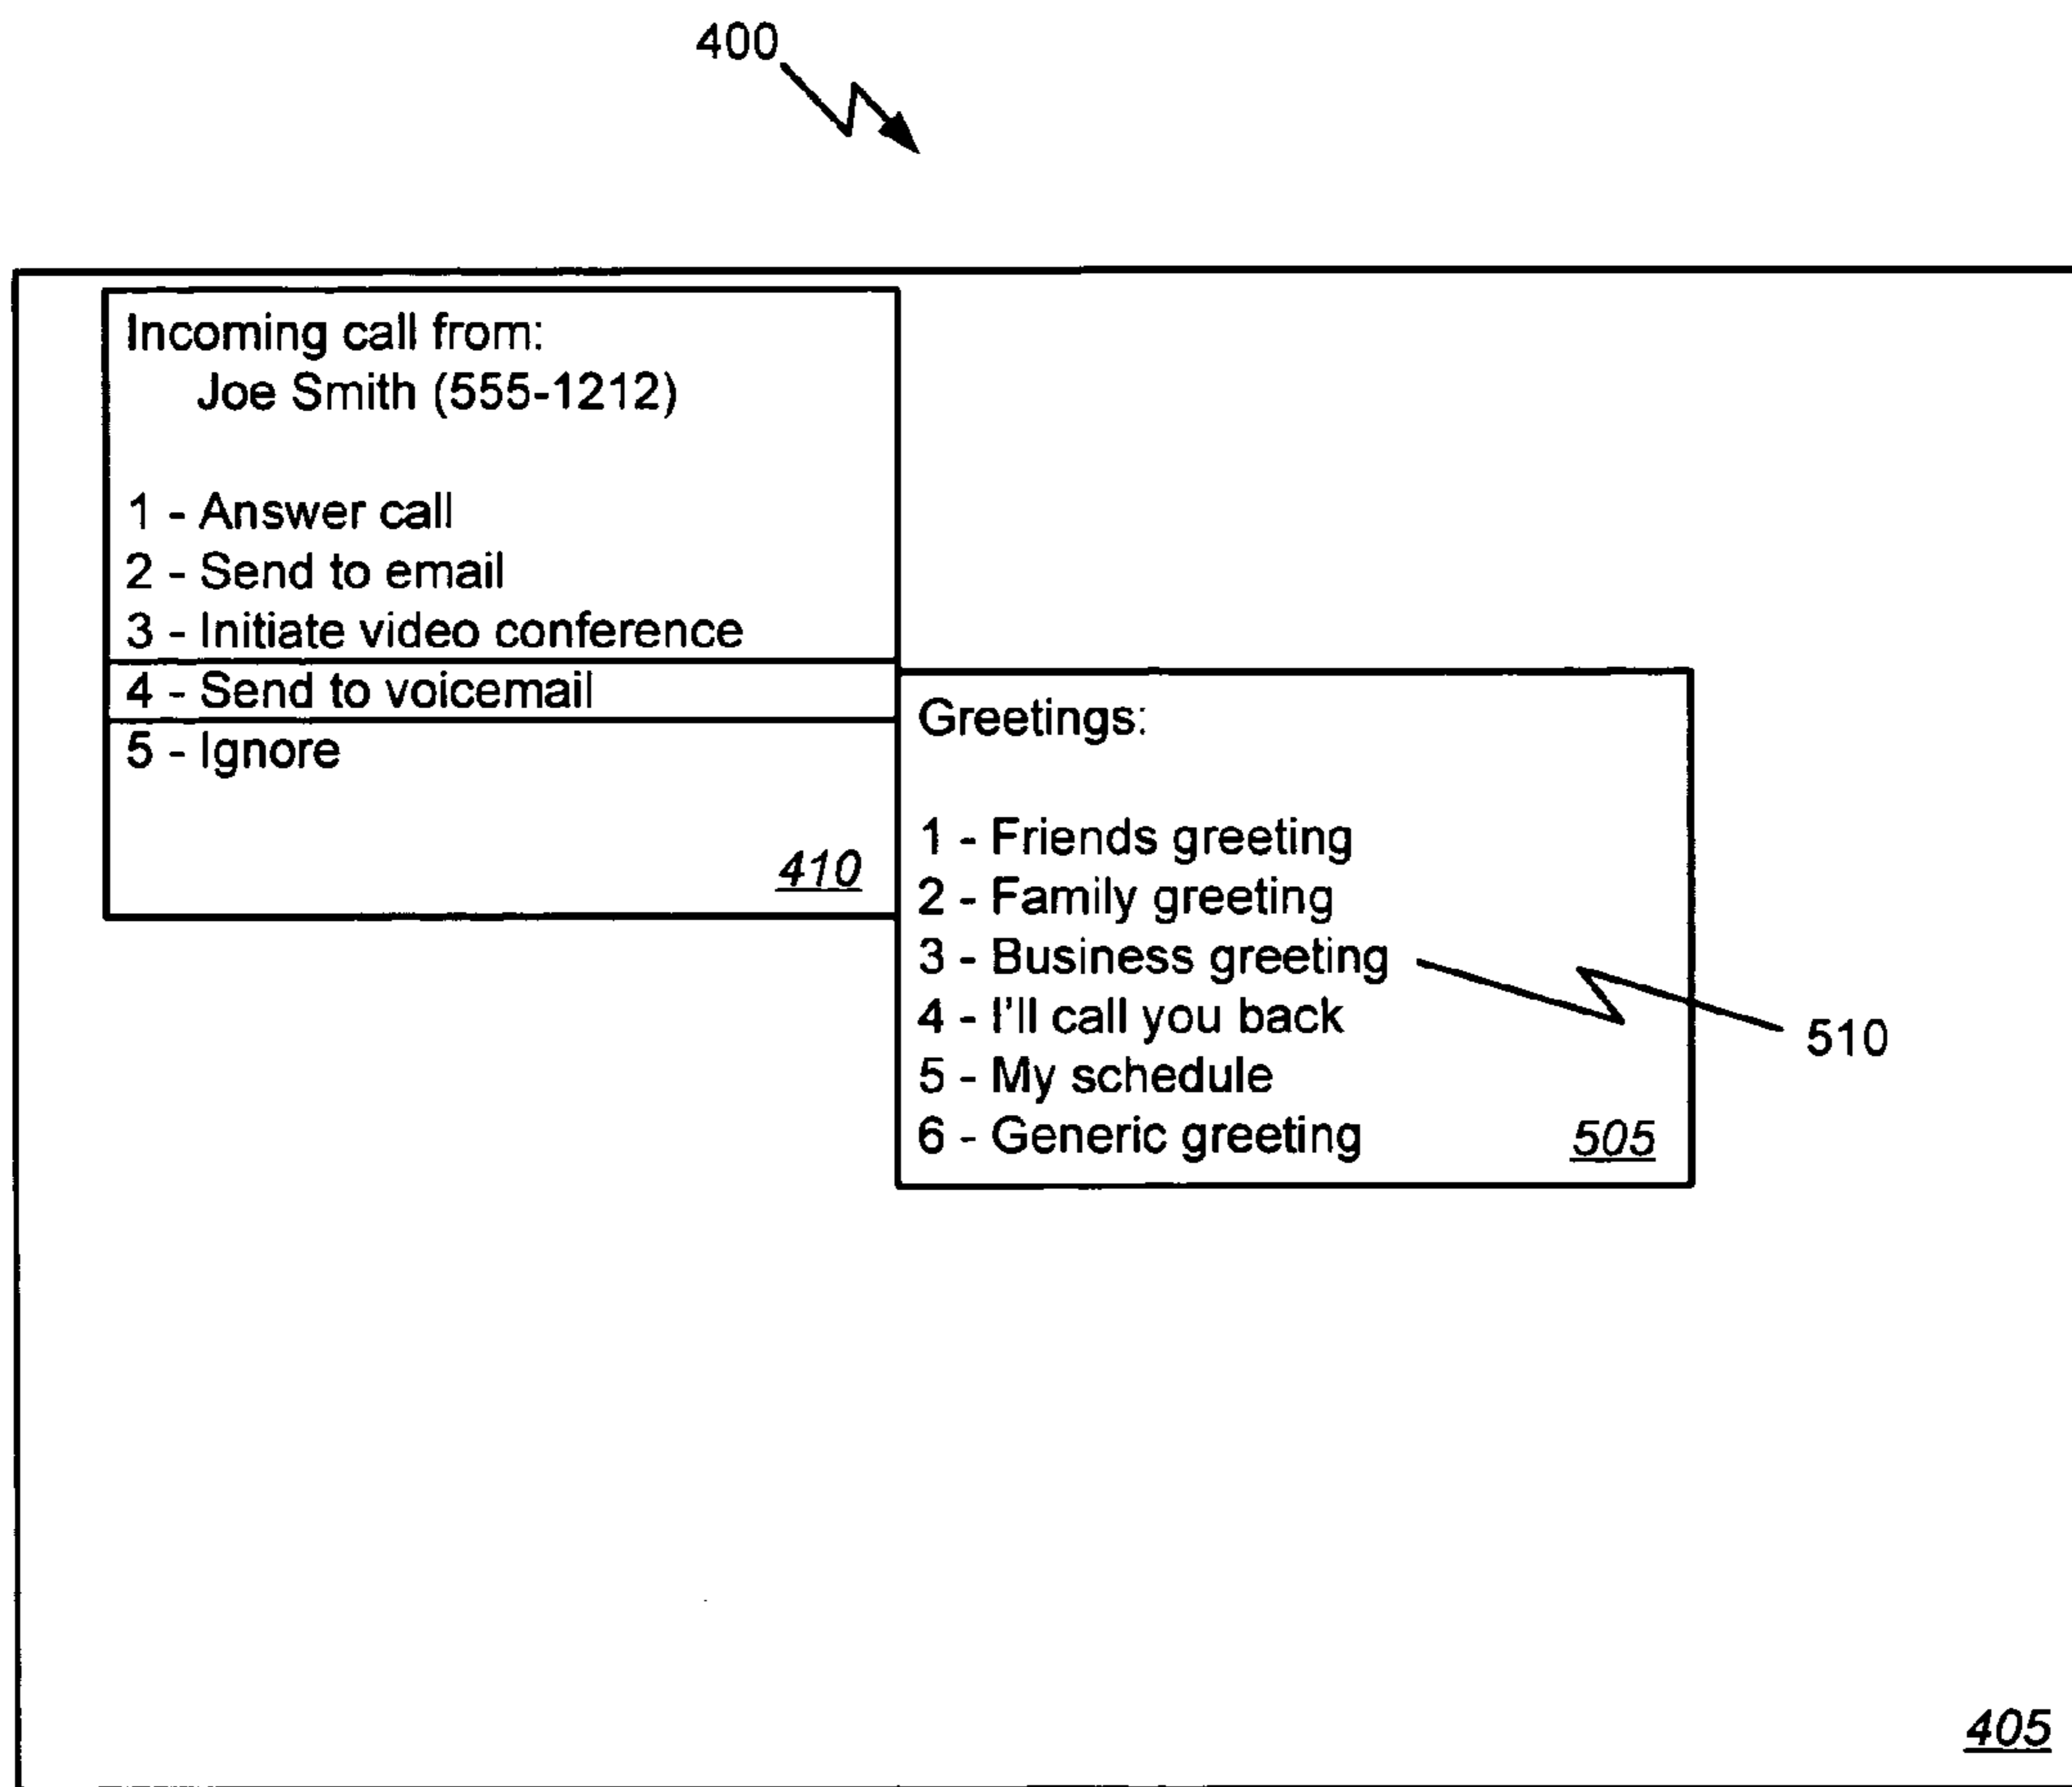 400
Incoming call from:
Joe Smith (555-1212)
1 - Answer call
2 - Send to email
3 - Initiate video conference
4 - Send to voicemail
5 - Ignore
410
Greetings:
1 - Friends greeting
2 - Family greeting
3 - Business greeting
4 - I'll call you back
5 - My schedule
6 - Generic greeting
505
510
405